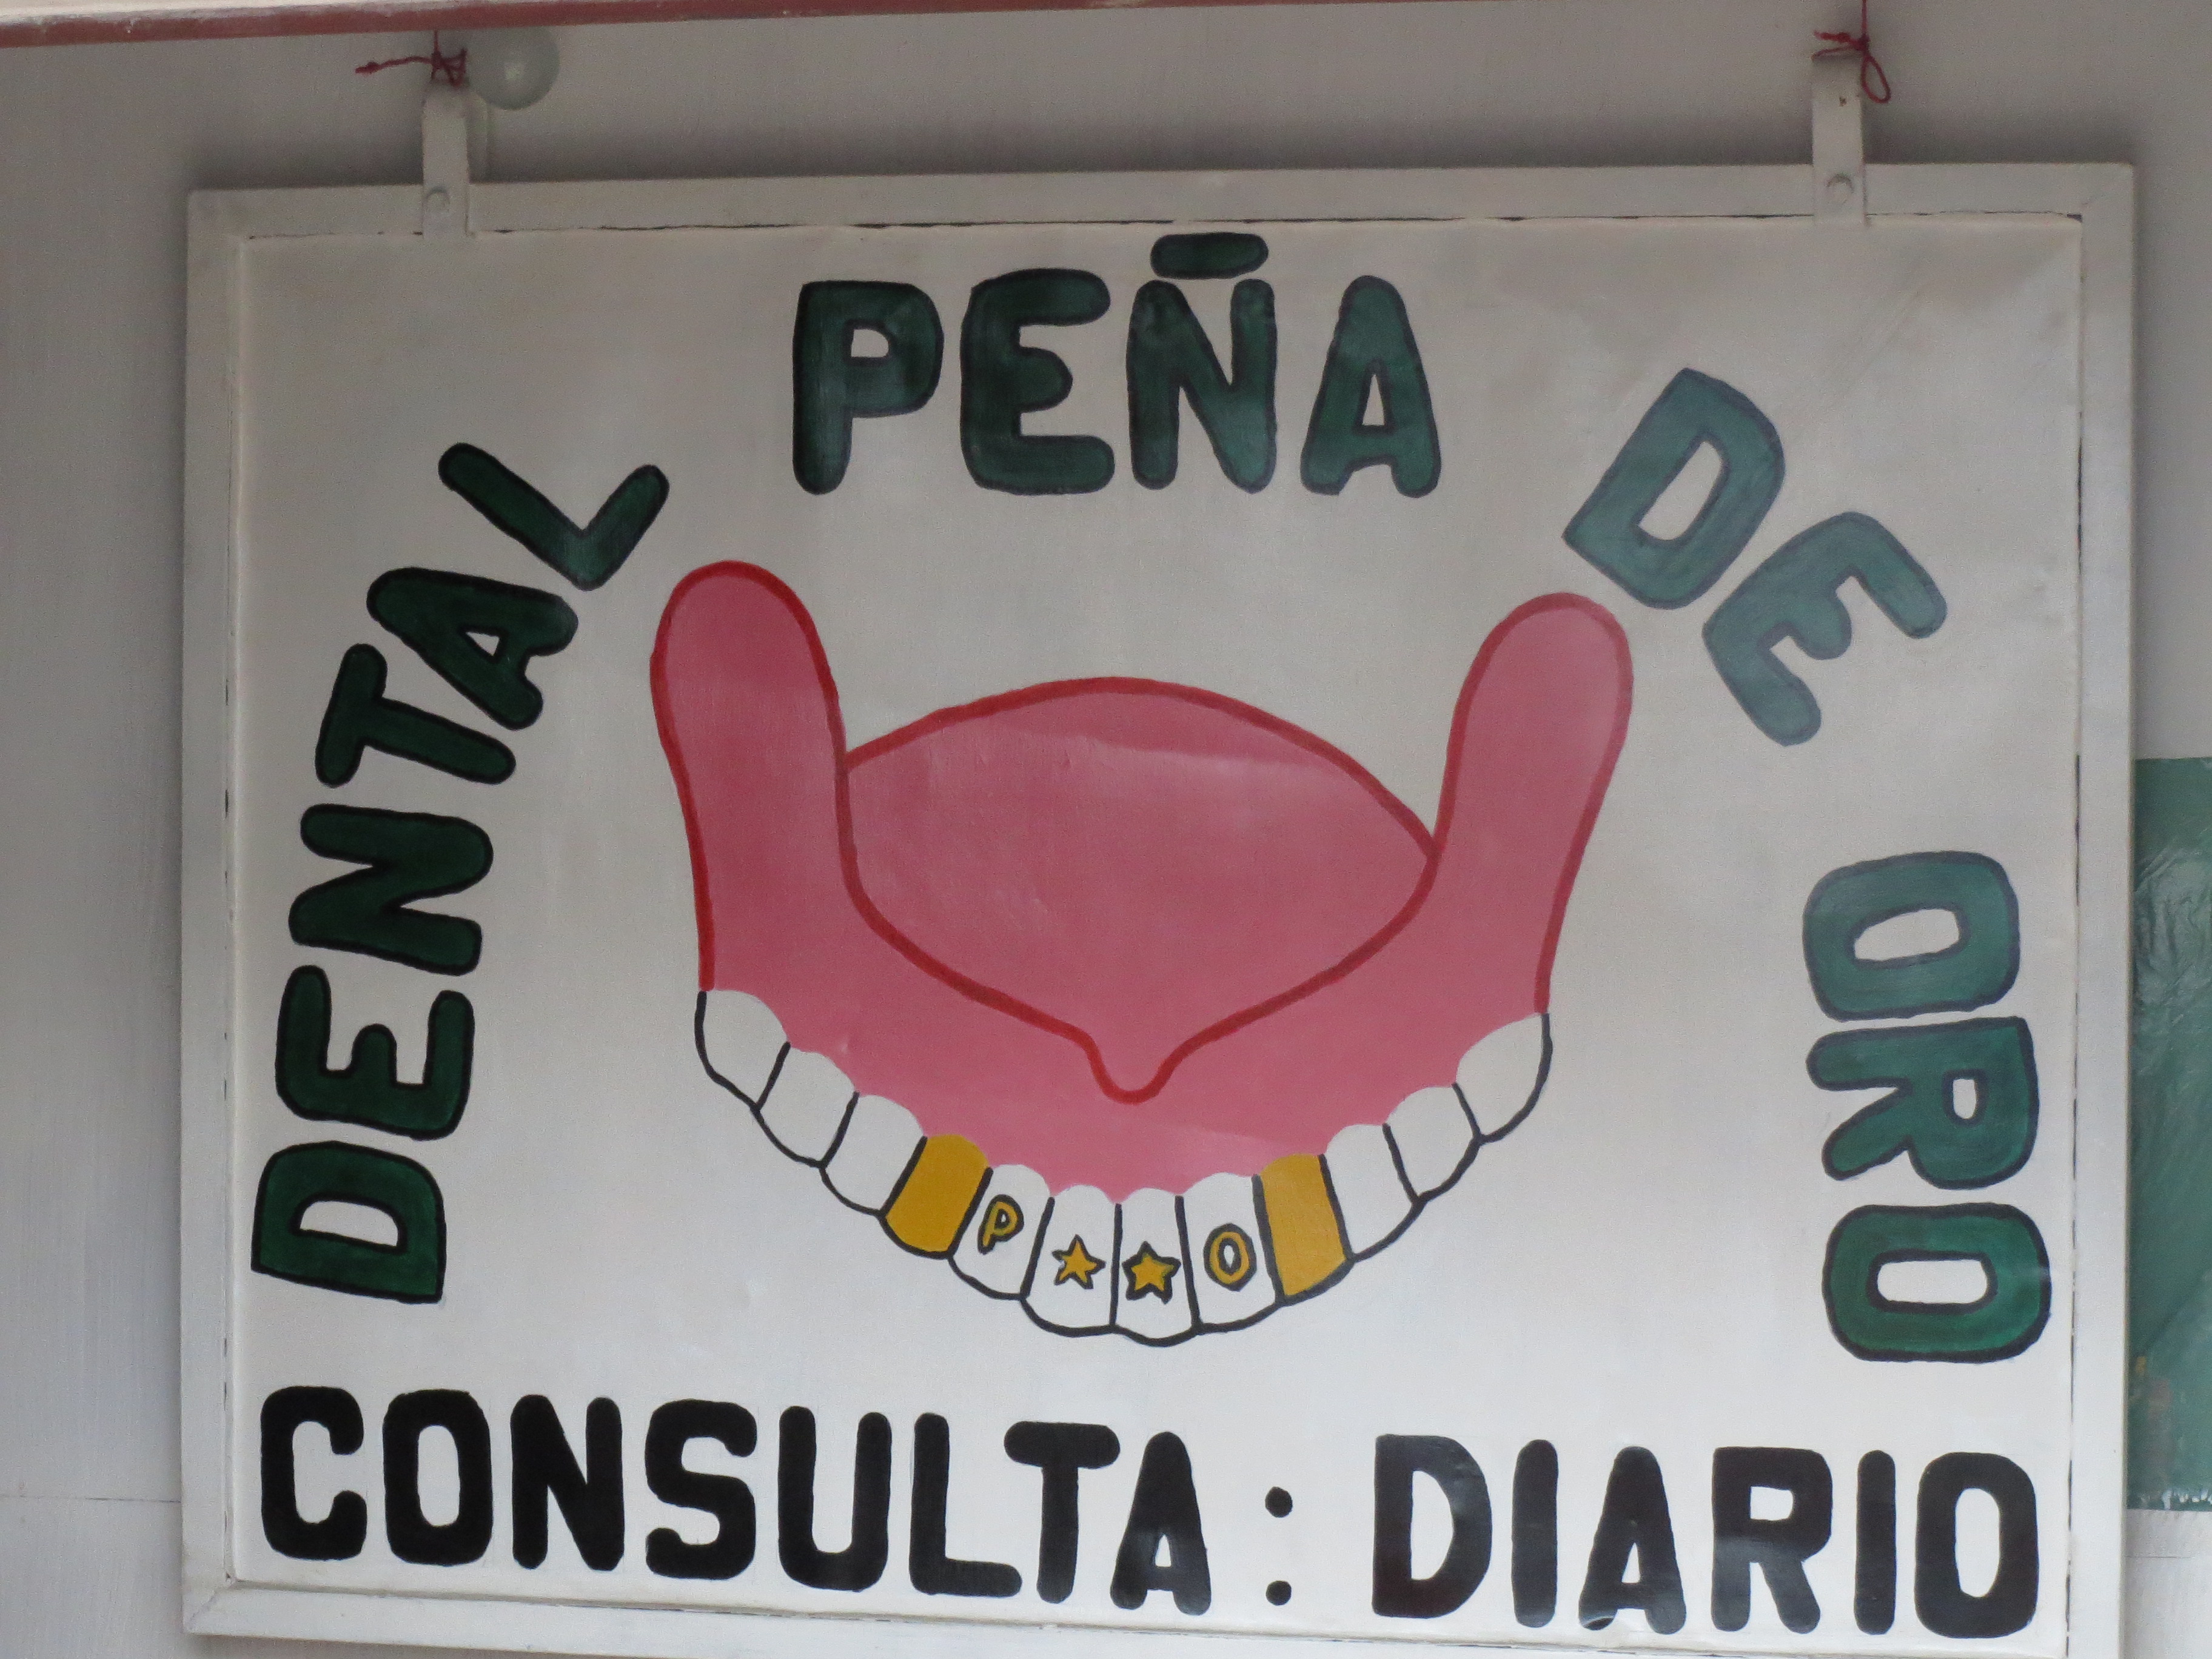 DENTAL PEÑA DE ORO
P ★ ★ O
CONSULTA: DIARIO